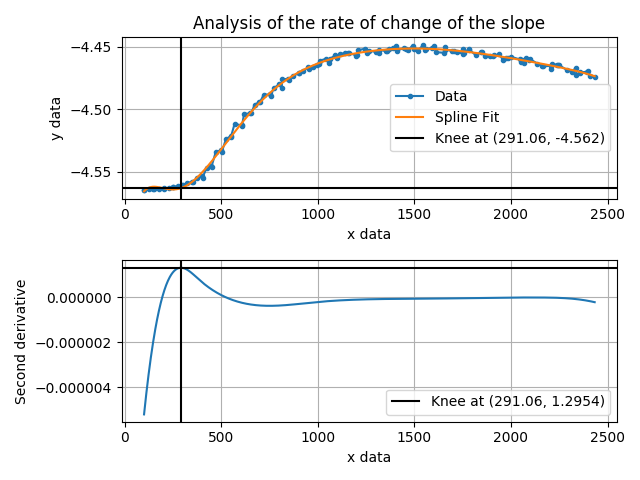 Analysis of the rate of change of the slope
−4.45
−4.50
−4.55
y data
Data
Spline Fit
Knee at (291.06, -4.562)
0
500
1000
1500
2000
2500
x data
0.000000
−0.000002
−0.000004
Second derivative
Knee at (291.06, 1.2954)
0
500
1000
1500
2000
2500
x data